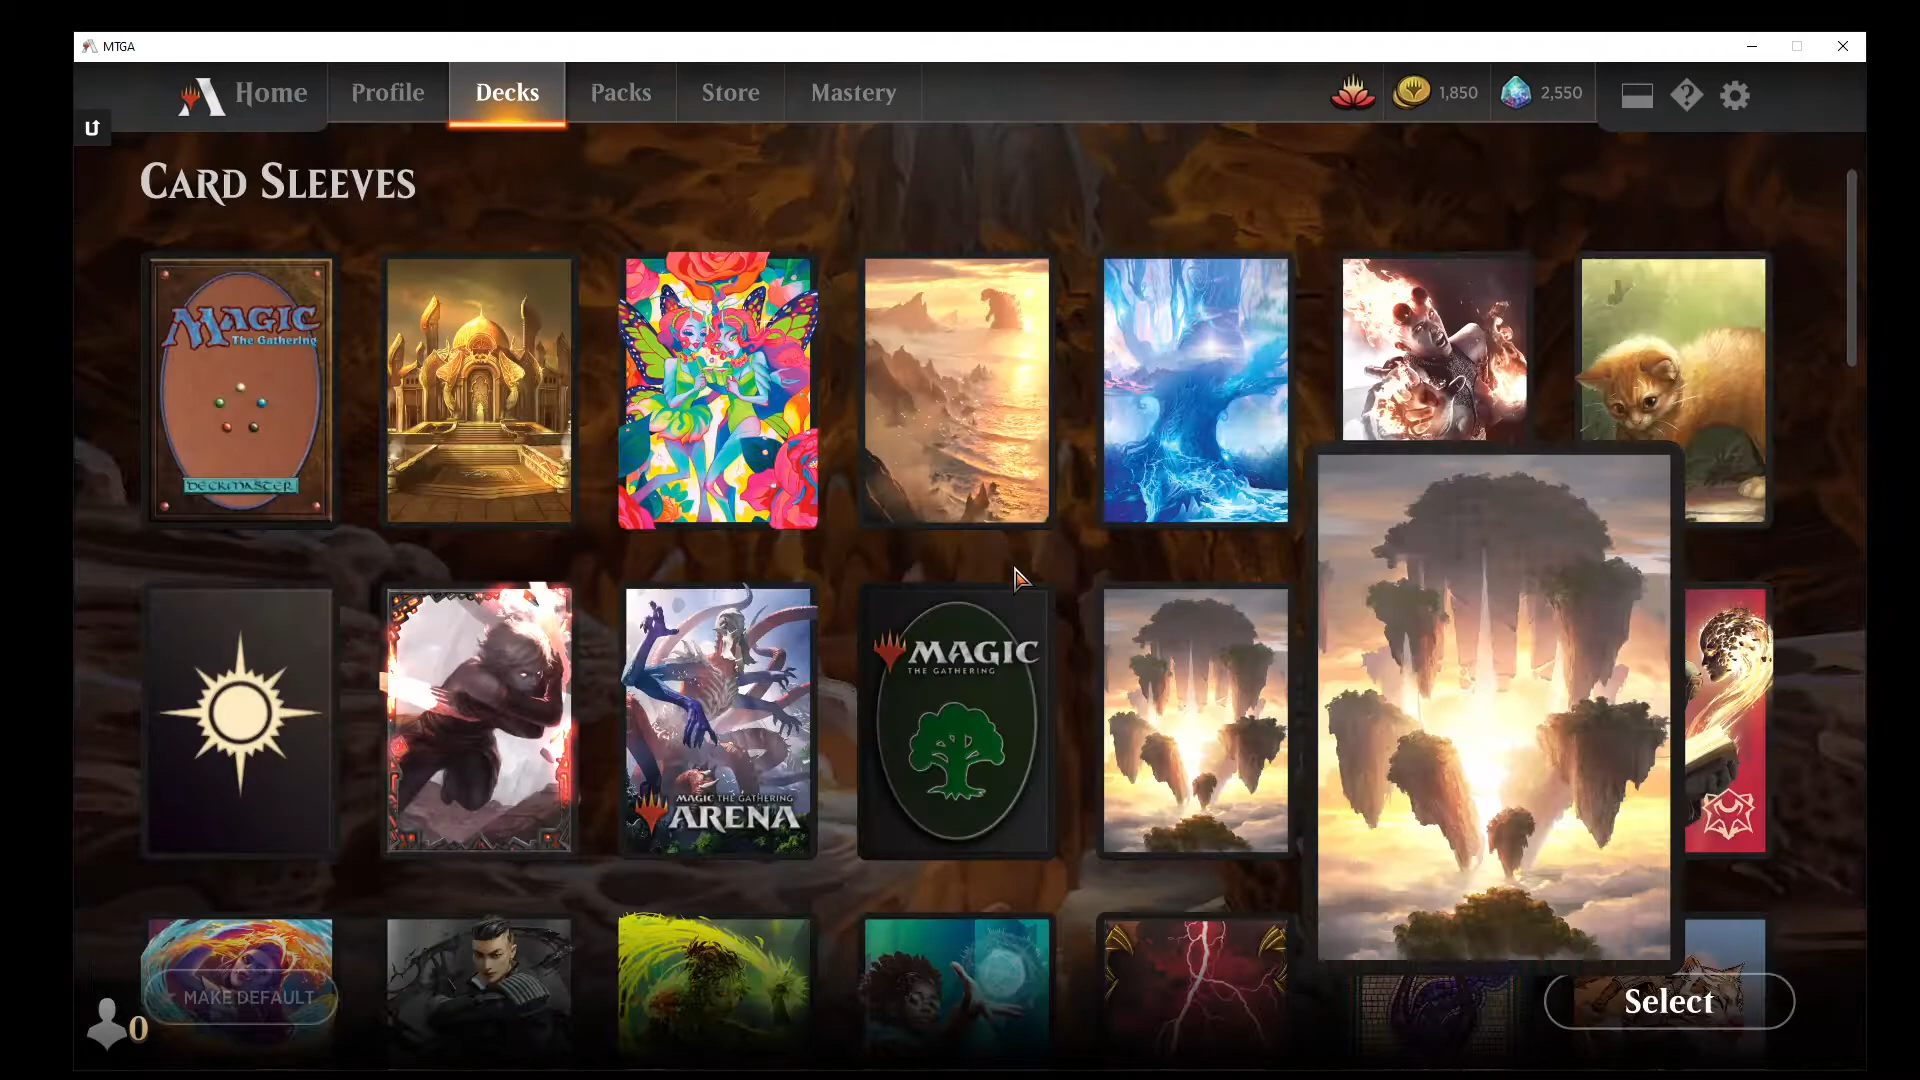 MTGA
Home
Profile
Decks
Packs
Store
Mastery
1,850
2,550
CARD SLEEVES
MAGIC
The Gathering
DECKMASTER
MAGIC THE GATHERING
ARENA
MAGIC
THE GATHERING
MAKE DEFAULT
0
Select